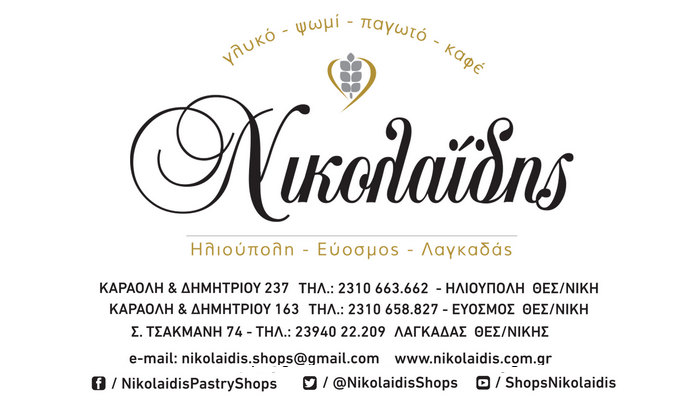 γλυκό - ψωμί - παγωτό - καφέ
Νικολαΐδης
Ηλιούπολη - Εύοσμος - Λαγκαδάς
ΚΑΡΑΟΛΗ & ΔΗΜΗΤΡΙΟΥ 237 ΤΗΛ.: 2310 663.662 - ΗΛΙΟΥΠΟΛΗ ΘΕΣ/ΝΙΚΗ
ΚΑΡΑΟΛΗ & ΔΗΜΗΤΡΙΟΥ 163 ΤΗΛ.: 2310 658.827 - ΕΥΟΣΜΟΣ ΘΕΣ/ΝΙΚΗ
Σ. ΤΣΑΚΜΑΝΗ 74 - ΤΗΛ.: 23940 22.209 ΛΑΓΚΑΔΑΣ ΘΕΣ/ΝΙΚΗΣ
e-mail: nikolaidis.shops@gmail.com www.nikolaidis.com.gr
/ NikolaidisPastryShops / @NikolaidisShops / ShopsNikolaidis